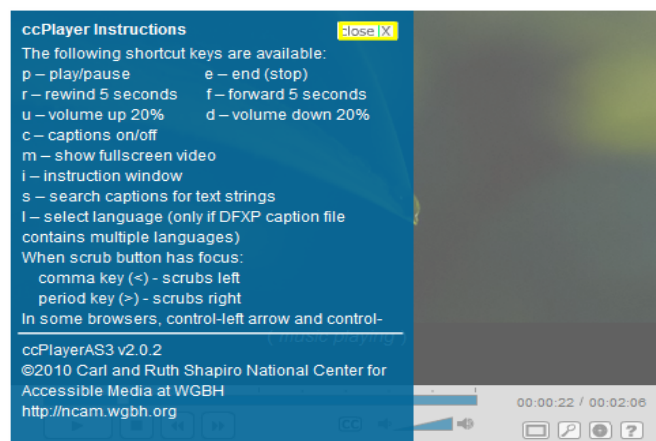 ccPlayer Instructions
close X
The following shortcut keys are available:
p – play/pause e – end (stop)
r – rewind 5 seconds f – forward 5 seconds
u – volume up 20% d – volume down 20%
c – captions on/off
m – show fullscreen video
i – instruction window
s – search captions for text strings
l – select language (only if DFXP caption file
contains multiple languages)
When scrub button has focus:
comma key (<) - scrubs left
period key (>) - scrubs right
In some browsers, control-left arrow and control-
( music playing )
ccPlayerAS3 v2.0.2
©2010 Carl and Ruth Shapiro National Center for
Accessible Media at WGBH
http://ncam.wgbh.org
00:00:22 / 00:02:06
CC
?